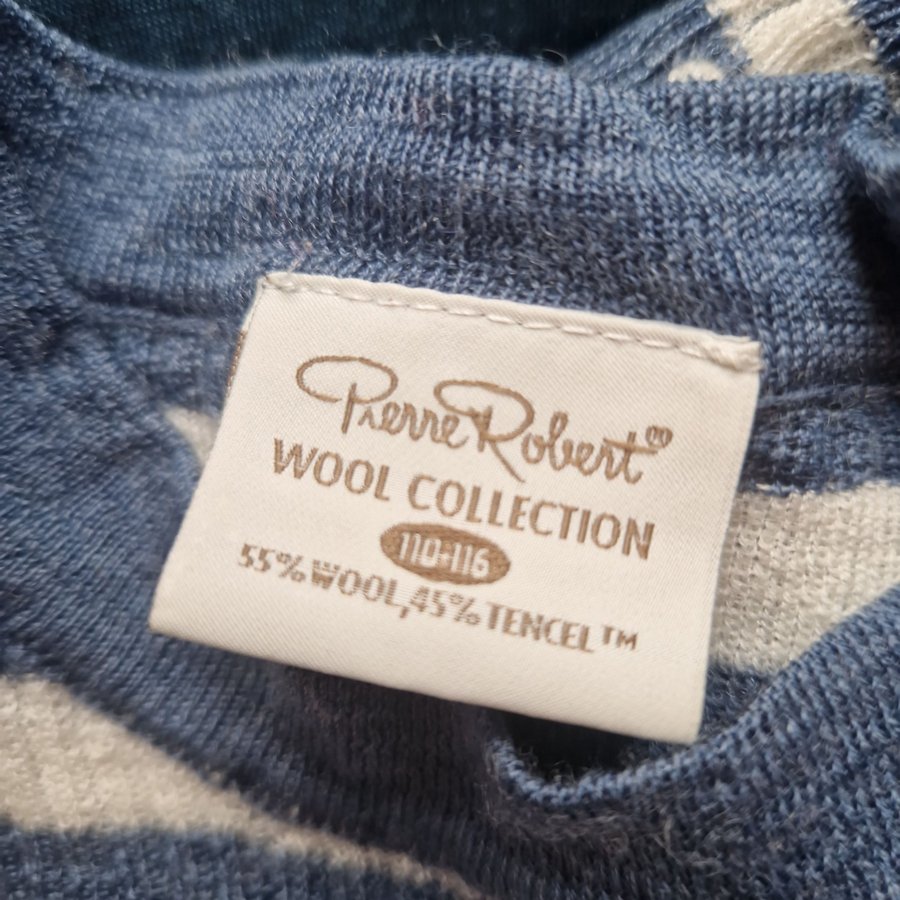 Pierre Robert
WOOL COLLECTION
110-116
55%WOOL,45%TENCEL™